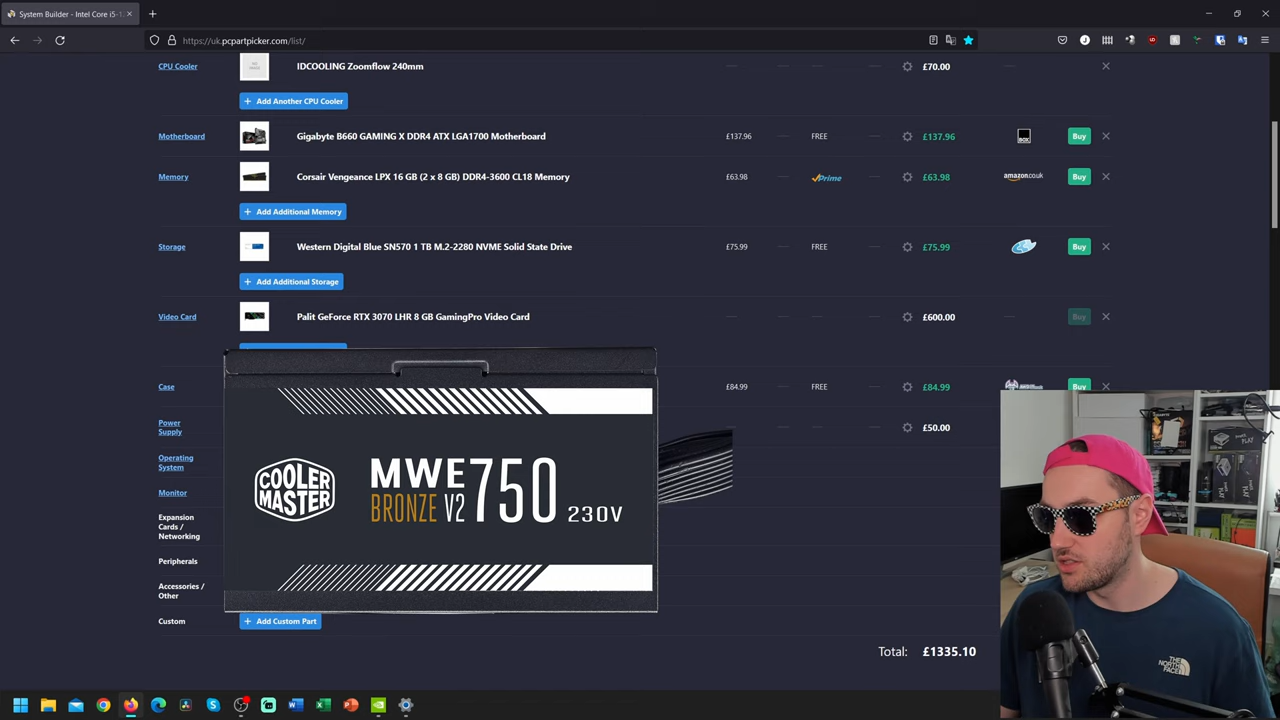 System Builder - Intel Core i5-1
uk.pcpartpicker.com/list/
CPU Cooler IDCOOLING Zoomflow 240mm £70.00
Add Another CPU Cooler
Motherboard Gigabyte B660 GAMING X DDR4 ATX LGA1700 Motherboard £137.96 FREE £137.96 BOX Buy
Memory Corsair Vengeance LPX 16 GB (2 x 8 GB) DDR4-3600 CL18 Memory £63.98 Prime £63.98 amazon.co.uk Buy
Add Additional Memory
Storage Western Digital Blue SN570 1 TB M.2-2280 NVME Solid State Drive £75.99 FREE £75.99 Buy
Add Additional Storage
Video Card Palit GeForce RTX 3070 LHR 8 GB GamingPro Video Card £600.00 Buy
Case £84.99 FREE £84.99 Buy
Power
Supply £50.00
Operating
System
Monitor
Expansion
Cards /
Networking
Peripherals
Accessories /
Other
Custom Add Custom Part
Total: £1335.10
COOLER
MASTER
MWE
BRONZE V2
750
230V
THE
NORTH
FACE